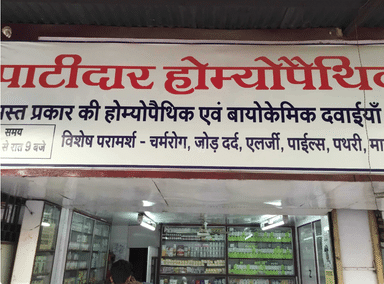 पाटीदार होम्योपैथिक
स्त प्रकार की होम्योपैथिक एवं बायोकेमिक दवाईयाँ
समय
से रात 9 बजे
विशेष परामर्श - चर्मरोग, जोड़ दर्द, एलर्जी, पाईल्स, पथरी, मा